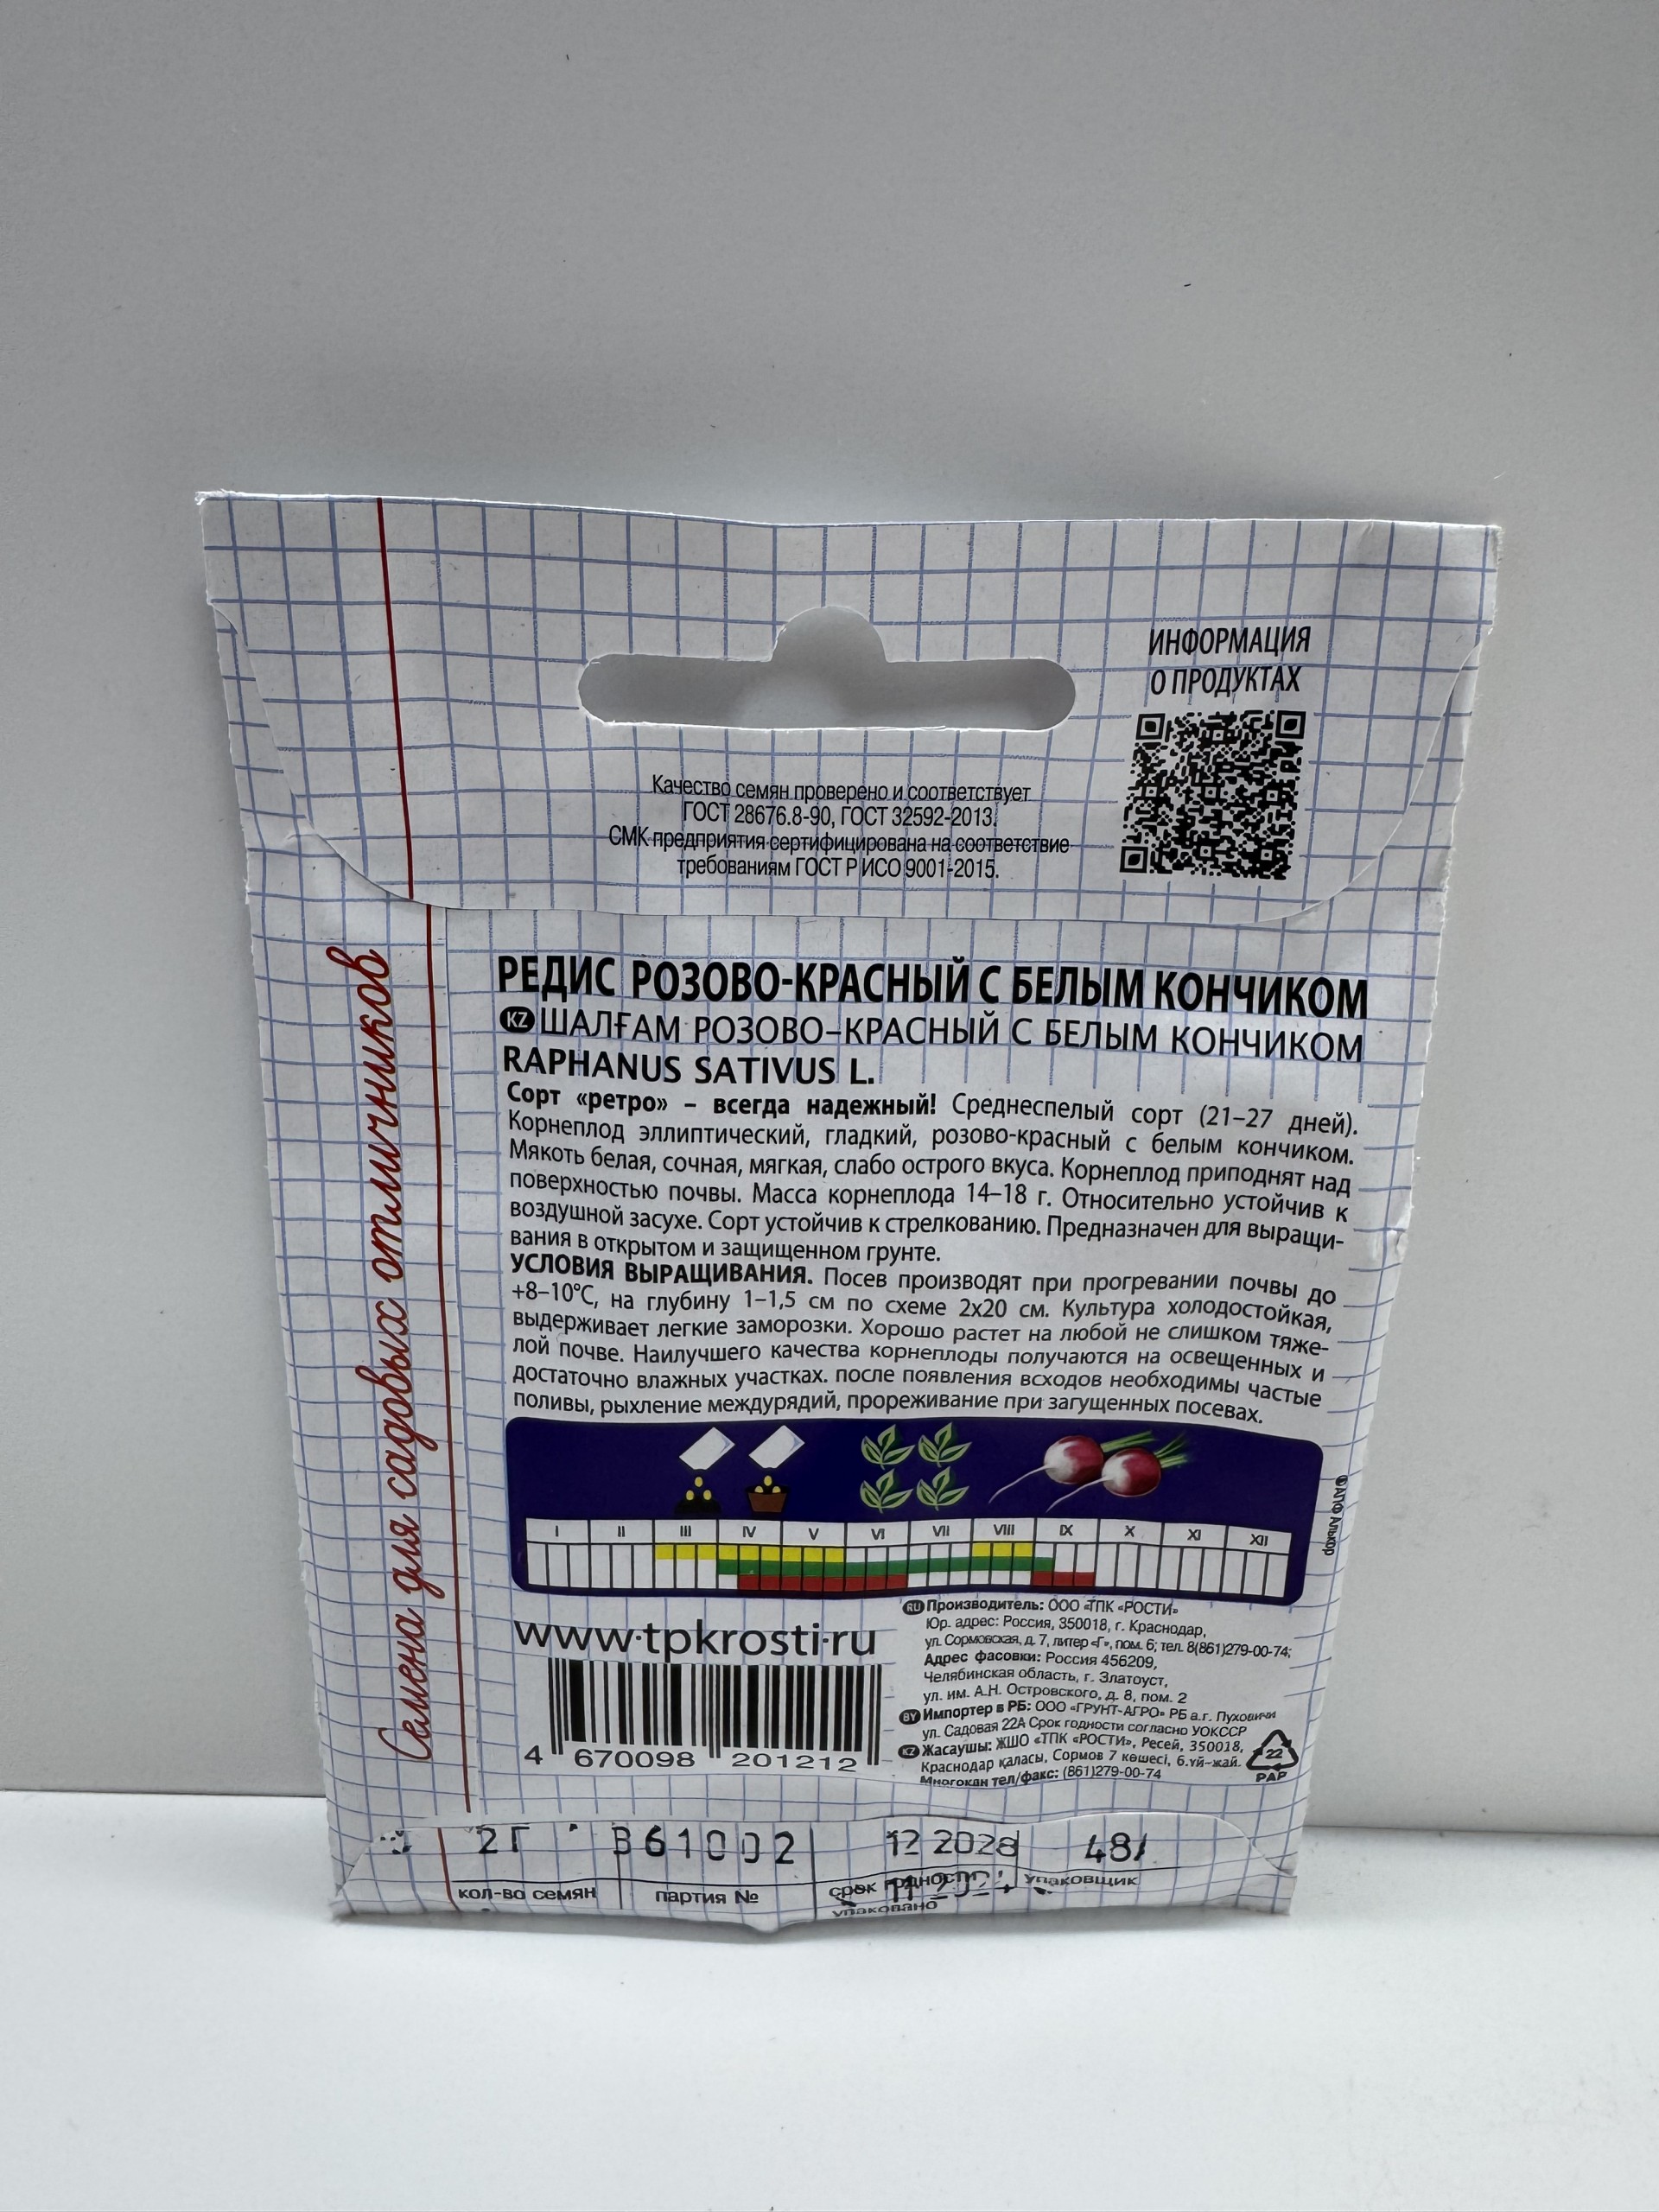 ИНФОРМАЦИЯ
О ПРОДУКТАХ
Качество семян проверено и соответствует
ГОСТ 28676.8-90, ГОСТ 32592-2013.
СМК предприятия сертифицирована на соответствие
требованиям ГОСТ Р ИСО 9001-2015.
Семена для садовых отличников
РЕДИС РОЗОВО-КРАСНЫЙ С БЕЛЫМ КОНЧИКОМ
KZ ШАЛҒАМ РОЗОВО-КРАСНЫЙ С БЕЛЫМ КОНЧИКОМ
RAPHANUS SATIVUS L.
Сорт «ретро» – всегда надежный! Среднеспелый сорт (21–27 дней).
Корнеплод эллиптический, гладкий, розово-красный с белым кончиком.
Мякоть белая, сочная, мягкая, слабо острого вкуса. Корнеплод приподнят над
поверхностью почвы. Масса корнеплода 14–18 г. Относительно устойчив к
воздушной засухе. Сорт устойчив к стрелкованию. Предназначен для выращи-
вания в открытом и защищенном грунте.
УСЛОВИЯ ВЫРАЩИВАНИЯ. Посев производят при прогревании почвы до
+8–10°С, на глубину 1–1,5 см по схеме 2х20 см. Культура холодостойкая,
выдерживает легкие заморозки. Хорошо растет на любой не слишком тяже-
лой почве. Наилучшего качества корнеплоды получаются на освещенных и
достаточно влажных участках. после появления всходов необходимы частые
поливы, рыхление междурядий, прореживание при загущенных посевах.
I II III IV V VI VII VIII IX X XI XII
©АПФ Алькор
www.tpkrosti.ru
4 670098 201212
RU Производитель: ООО «ТПК «РОСТИ»
Юр. адрес: Россия, 350018, г. Краснодар,
ул. Сормовская, д. 7, литер «Г», пом. 6; тел. 8(861)279-00-74;
Адрес фасовки: Россия 456209,
Челябинская область, г. Златоуст,
ул. им. А.Н. Островского, д. 8, пом. 2
BY Импортер в РБ: ООО «ГРУНТ-АГРО» РБ а.г. Пуховичи
ул. Садовая 22А Срок годности согласно УОКССР
KZ Жасаушы: ЖШО «ТПК «РОСТИ», Ресей, 350018,
Краснодар қаласы, Сормов 7 көшесі, 6.үй-жай.
Многокан тел/факс: (861)279-00-74
22
PAP
2Г В61002 12 2028
кол-во семян партия № срок годности упаковщик
упаковано